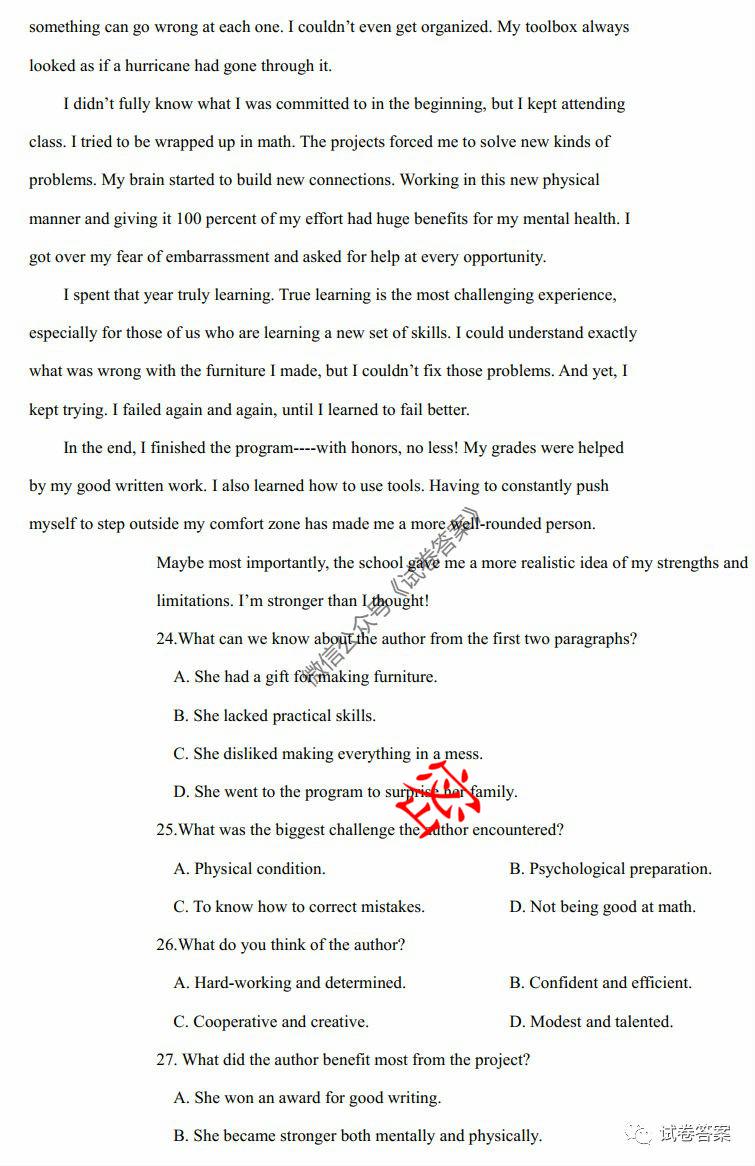 something can go wrong at each one. I couldn't even get organized. My toolbox always
looked as if a hurricane had gone through it.
I didn't fully know what I was committed to in the beginning, but I kept attending
class. I tried to be wrapped up in math. The projects forced me to solve new kinds of
problems. My brain started to build new connections. Working in this new physical
manner and giving it 100 percent of my effort had huge benefits for my mental health. I
got over my fear of embarrassment and asked for help at every opportunity.
I spent that year truly learning. True learning is the most challenging experience,
especially for those of us who are learning a new set of skills. I could understand exactly
what was wrong with the furniture I made, but I couldn't fix those problems. And yet, I
kept trying. I failed again and again, until I learned to fail better.
In the end, I finished the program----with honors, no less! My grades were helped
by my good written work. I also learned how to use tools. Having to constantly push
myself to step outside my comfort zone has made me a more well-rounded person.
Maybe most importantly, the school gave me a more realistic idea of my strengths and
limitations. I'm stronger than I thought!
微信公众号《试卷答案》
24.What can we know about the author from the first two paragraphs?
A. She had a gift for making furniture.
B. She lacked practical skills.
C. She disliked making everything in a mess.
D. She went to the program to surprise her family.
密
25.What was the biggest challenge the author encountered?
A. Physical condition. B. Psychological preparation.
C. To know how to correct mistakes. D. Not being good at math.
26.What do you think of the author?
A. Hard-working and determined. B. Confident and efficient.
C. Cooperative and creative. D. Modest and talented.
27. What did the author benefit most from the project?
A. She won an award for good writing.
B. She became stronger both mentally and physically.
试卷答案